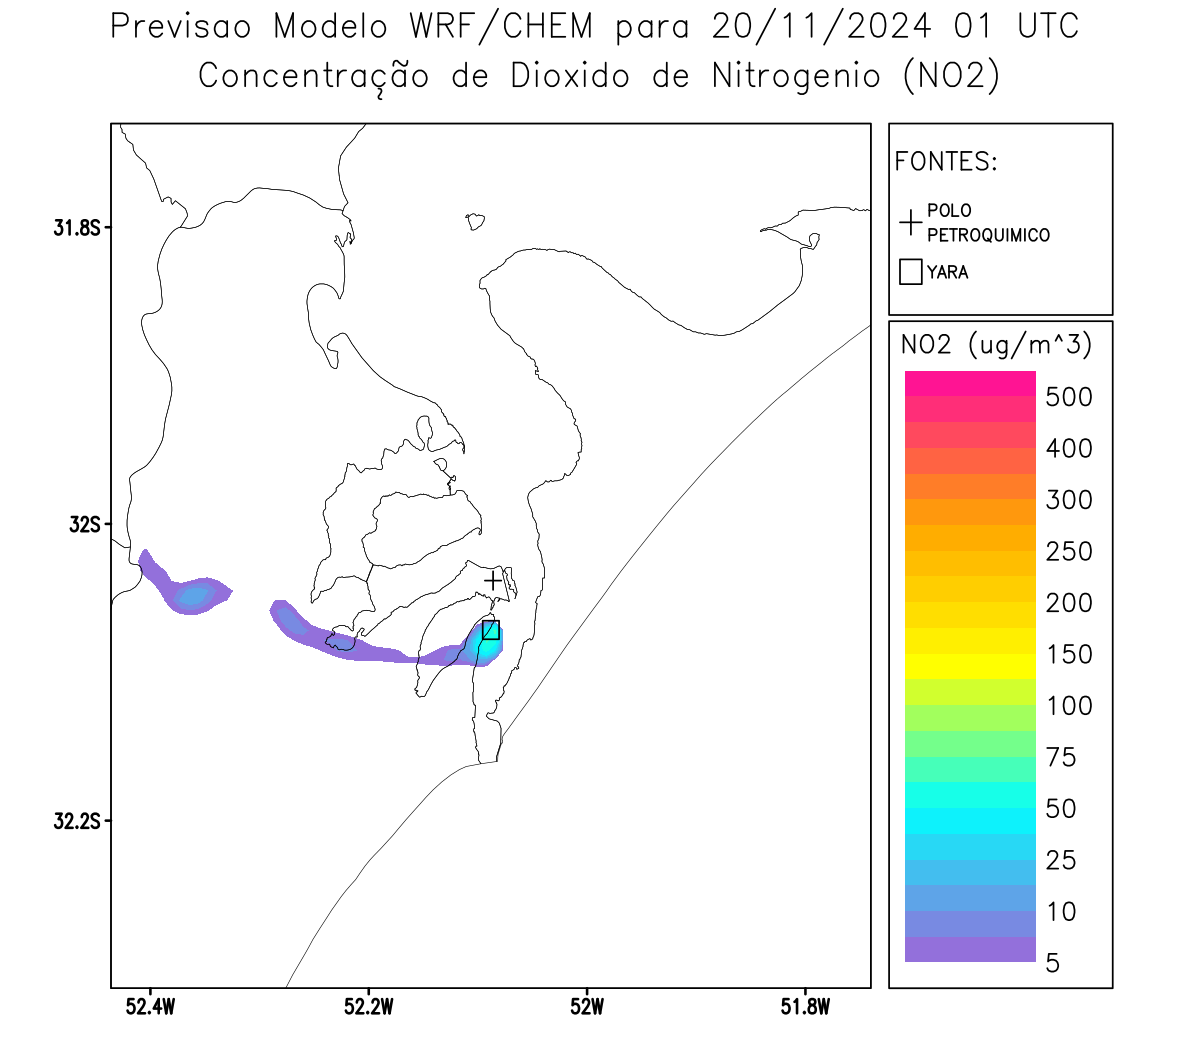 Previsao Modelo WRF/CHEM para 20/11/2024 01 UTC
Concentração de Dioxido de Nitrogenio (NO2)
FONTES:
POLO
PETROQUIMICO
YARA
31.8S
32S
32.2S
52.4W
52.2W
52W
51.8W
NO2 (ug/m^3)
500
400
300
250
200
150
100
75
50
25
10
5